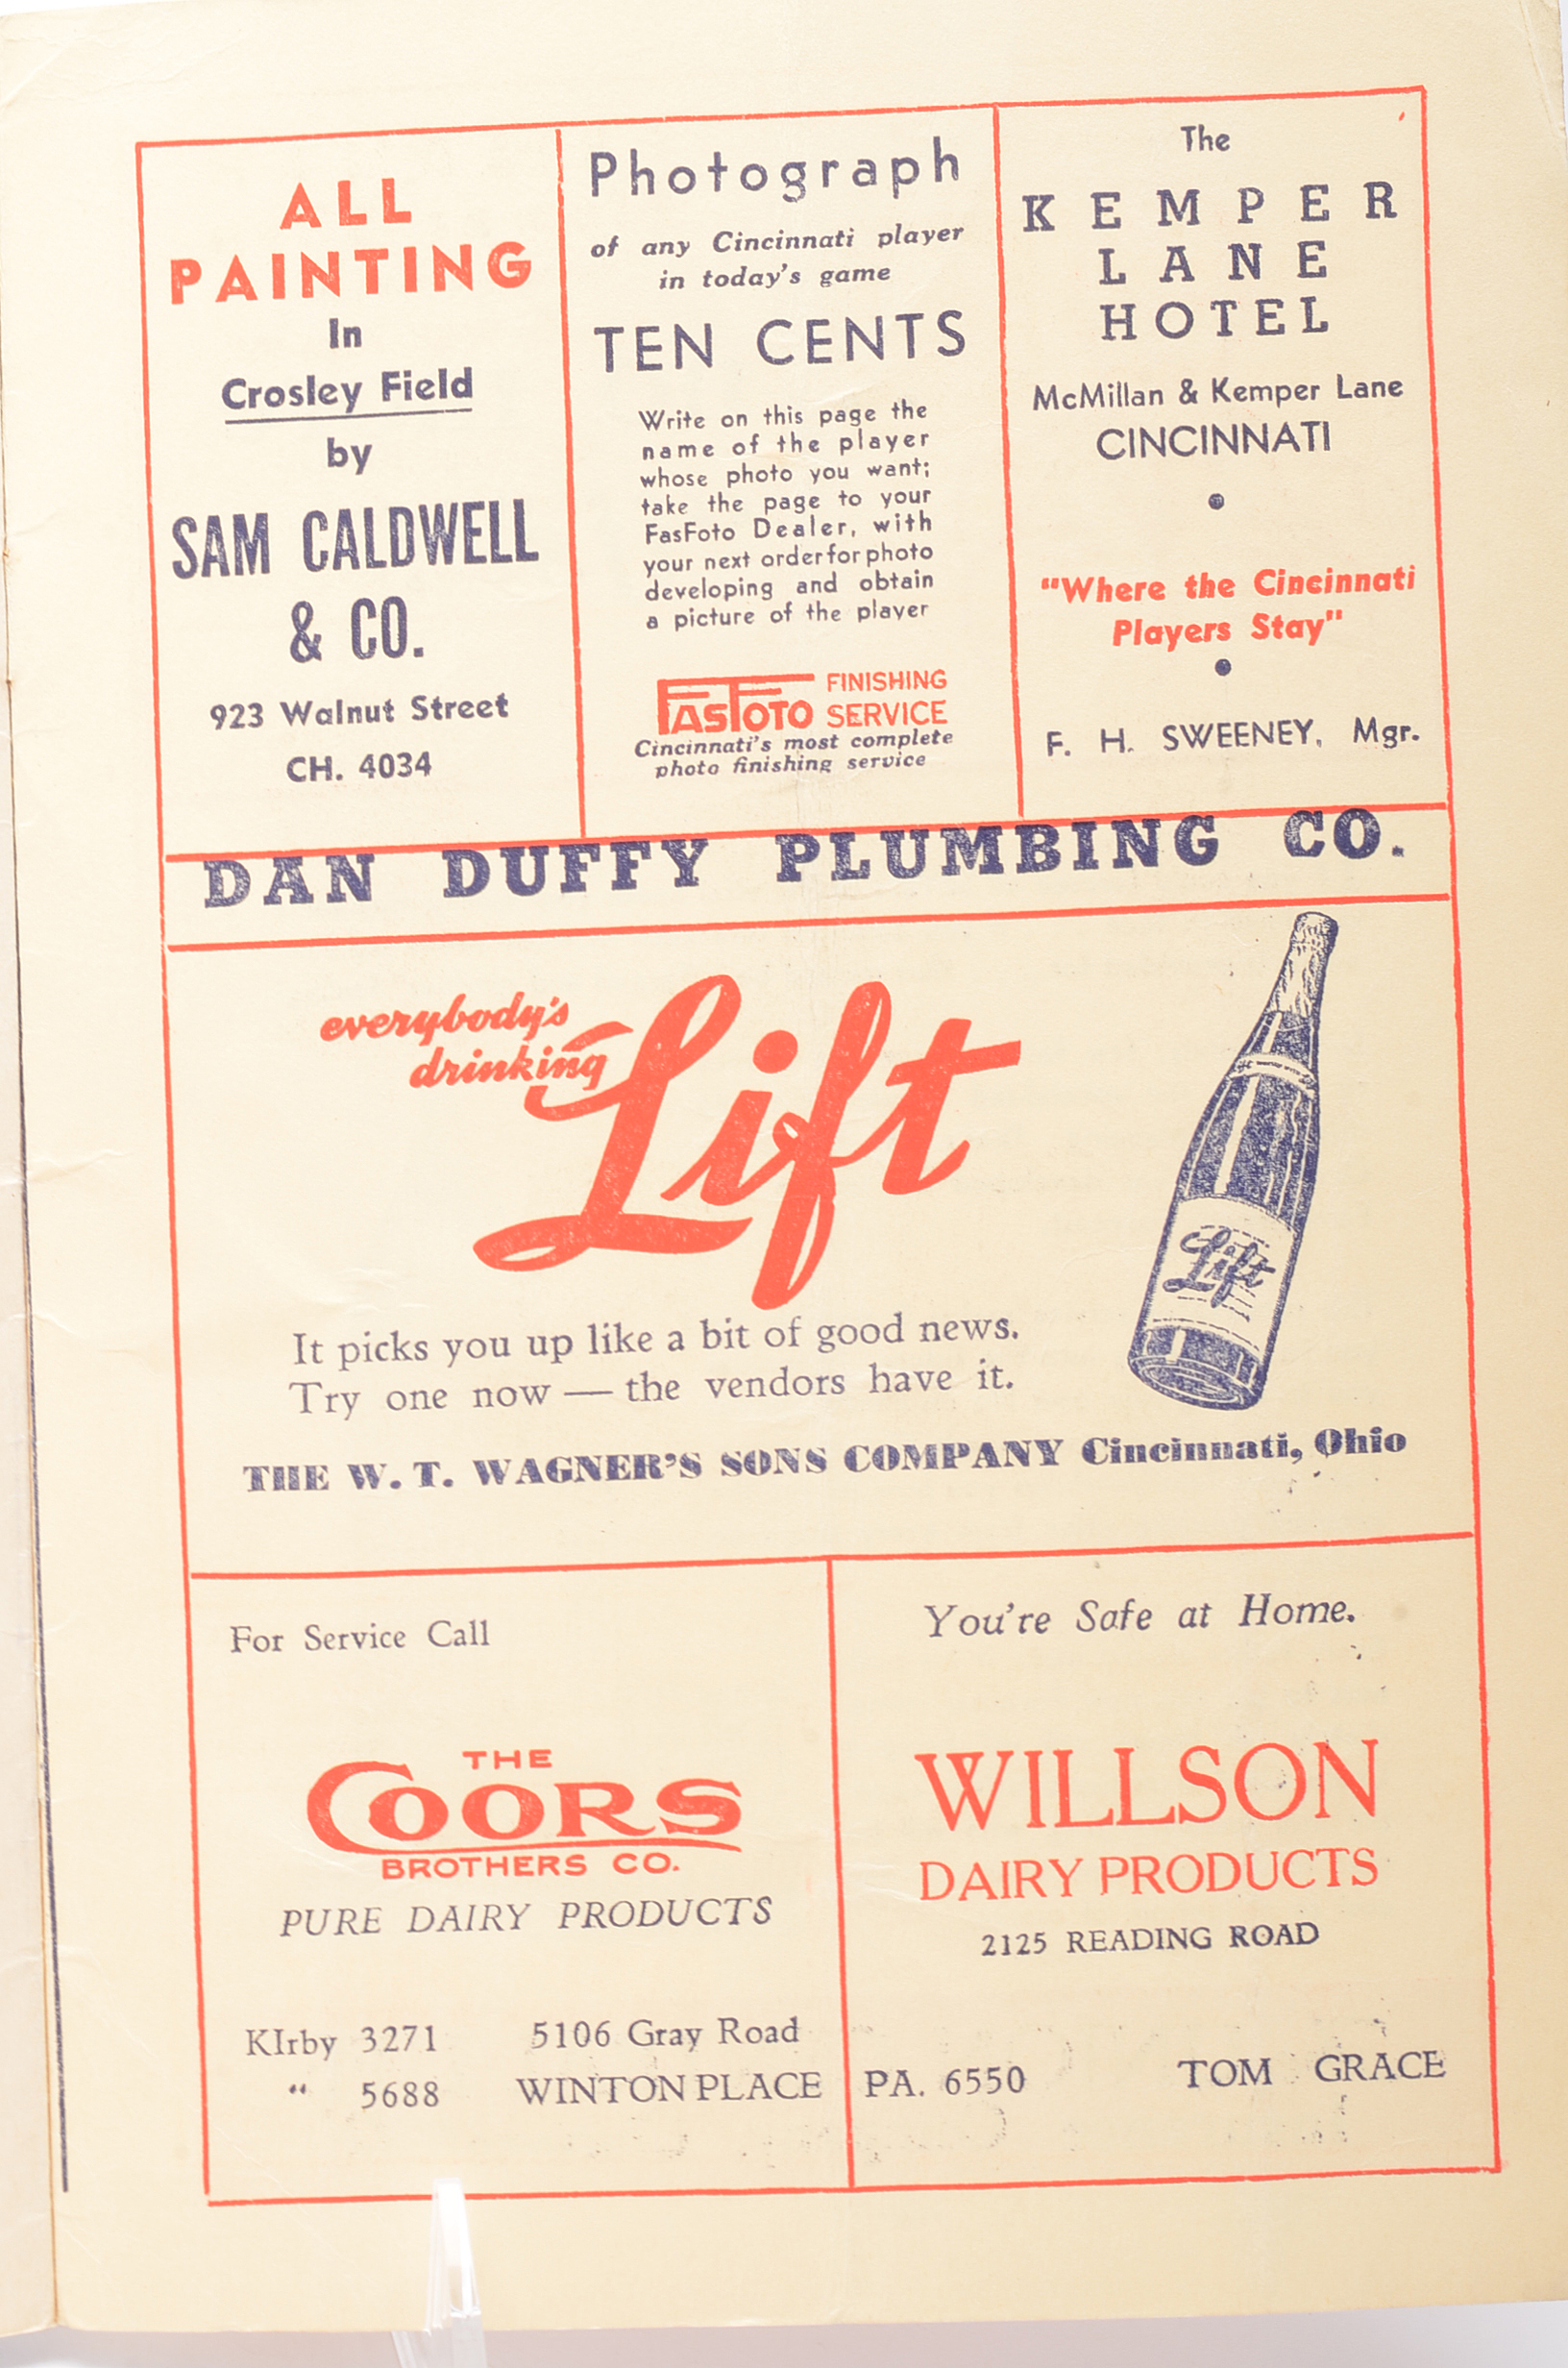 ALL
PAINTING
In
Crosley Field
by
SAM CALDWELL
& CO.
923 Walnut Street
CH. 4034
Photograph
of any Cincinnati player
in today's game
TEN CENTS
Write on this page the
name of the player
whose photo you want;
take the page to your
FasFoto Dealer, with
your next order for photo
developing and obtain
a picture of the player
FASFOTO FINISHING
SERVICE
Cincinnati's most complete
photo finishing service
The
KEMPER
LANE
HOTEL
McMillan & Kemper Lane
CINCINNATI
"Where the Cincinnati
Players Stay"
F. H. SWEENEY, Mgr.
DAN DUFFY PLUMBING CO.
everybody's
drinking
Lift
Lift
It picks you up like a bit of good news.
Try one now — the vendors have it.
THE W. T. WAGNER'S SONS COMPANY Cincinnati, Ohio
For Service Call
THE
COORS
BROTHERS CO.
PURE DAIRY PRODUCTS
KIrby 3271 5106 Gray Road
" 5688 WINTON PLACE
You're Safe at Home.
WILLSON
DAIRY PRODUCTS
2125 READING ROAD
PA. 6550 TOM GRACE